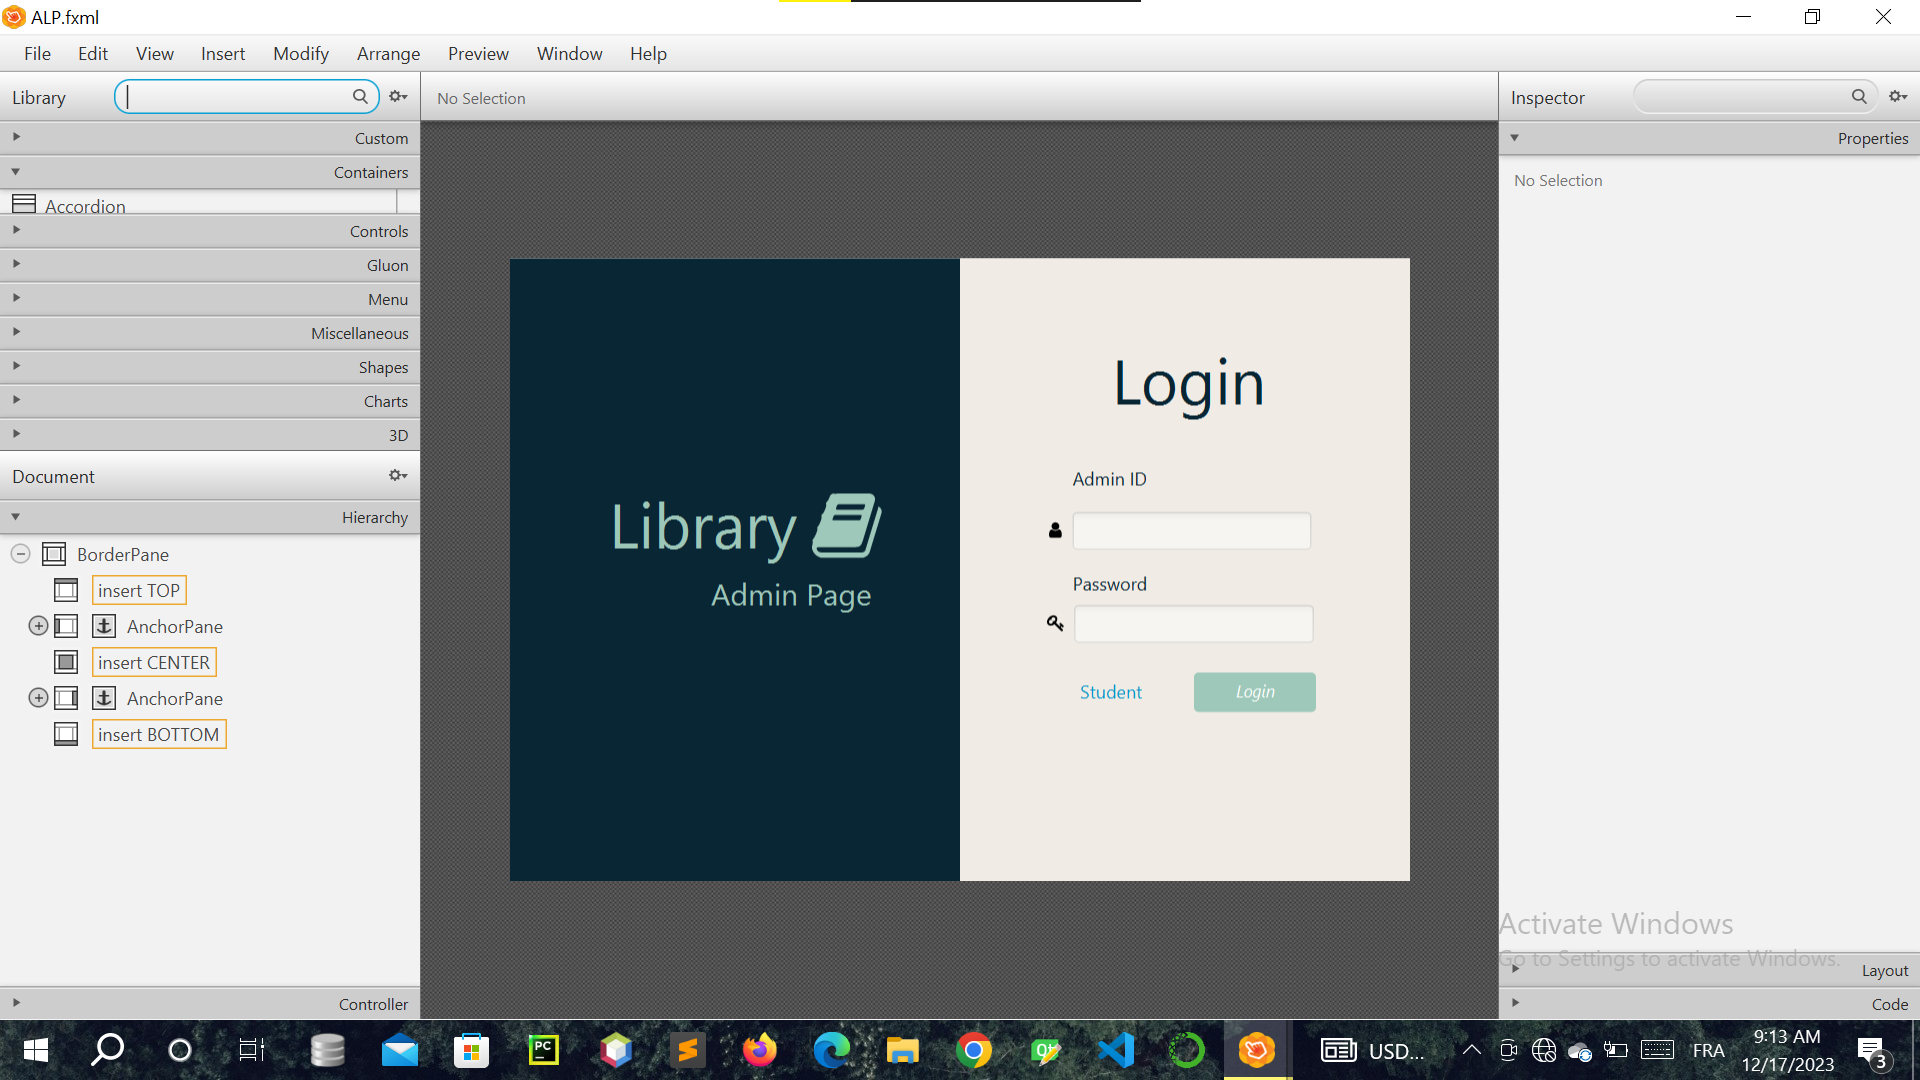 ALP.fxml
File Edit View Insert Modify Arrange Preview Window Help
Library
No Selection
Inspector
Custom
Containers
Accordion
Controls
Gluon
Menu
Miscellaneous
Shapes
Charts
3D
Document
Hierarchy
BorderPane
insert TOP
AnchorPane
insert CENTER
AnchorPane
insert BOTTOM
Controller
Library
Admin Page
Login
Admin ID
Password
Student Login
Properties
No Selection
Activate Windows
Go to Settings to activate Windows.
Layout
Code
PC
Qt
USD...
FRA
9:13 AM
12/17/2023
3